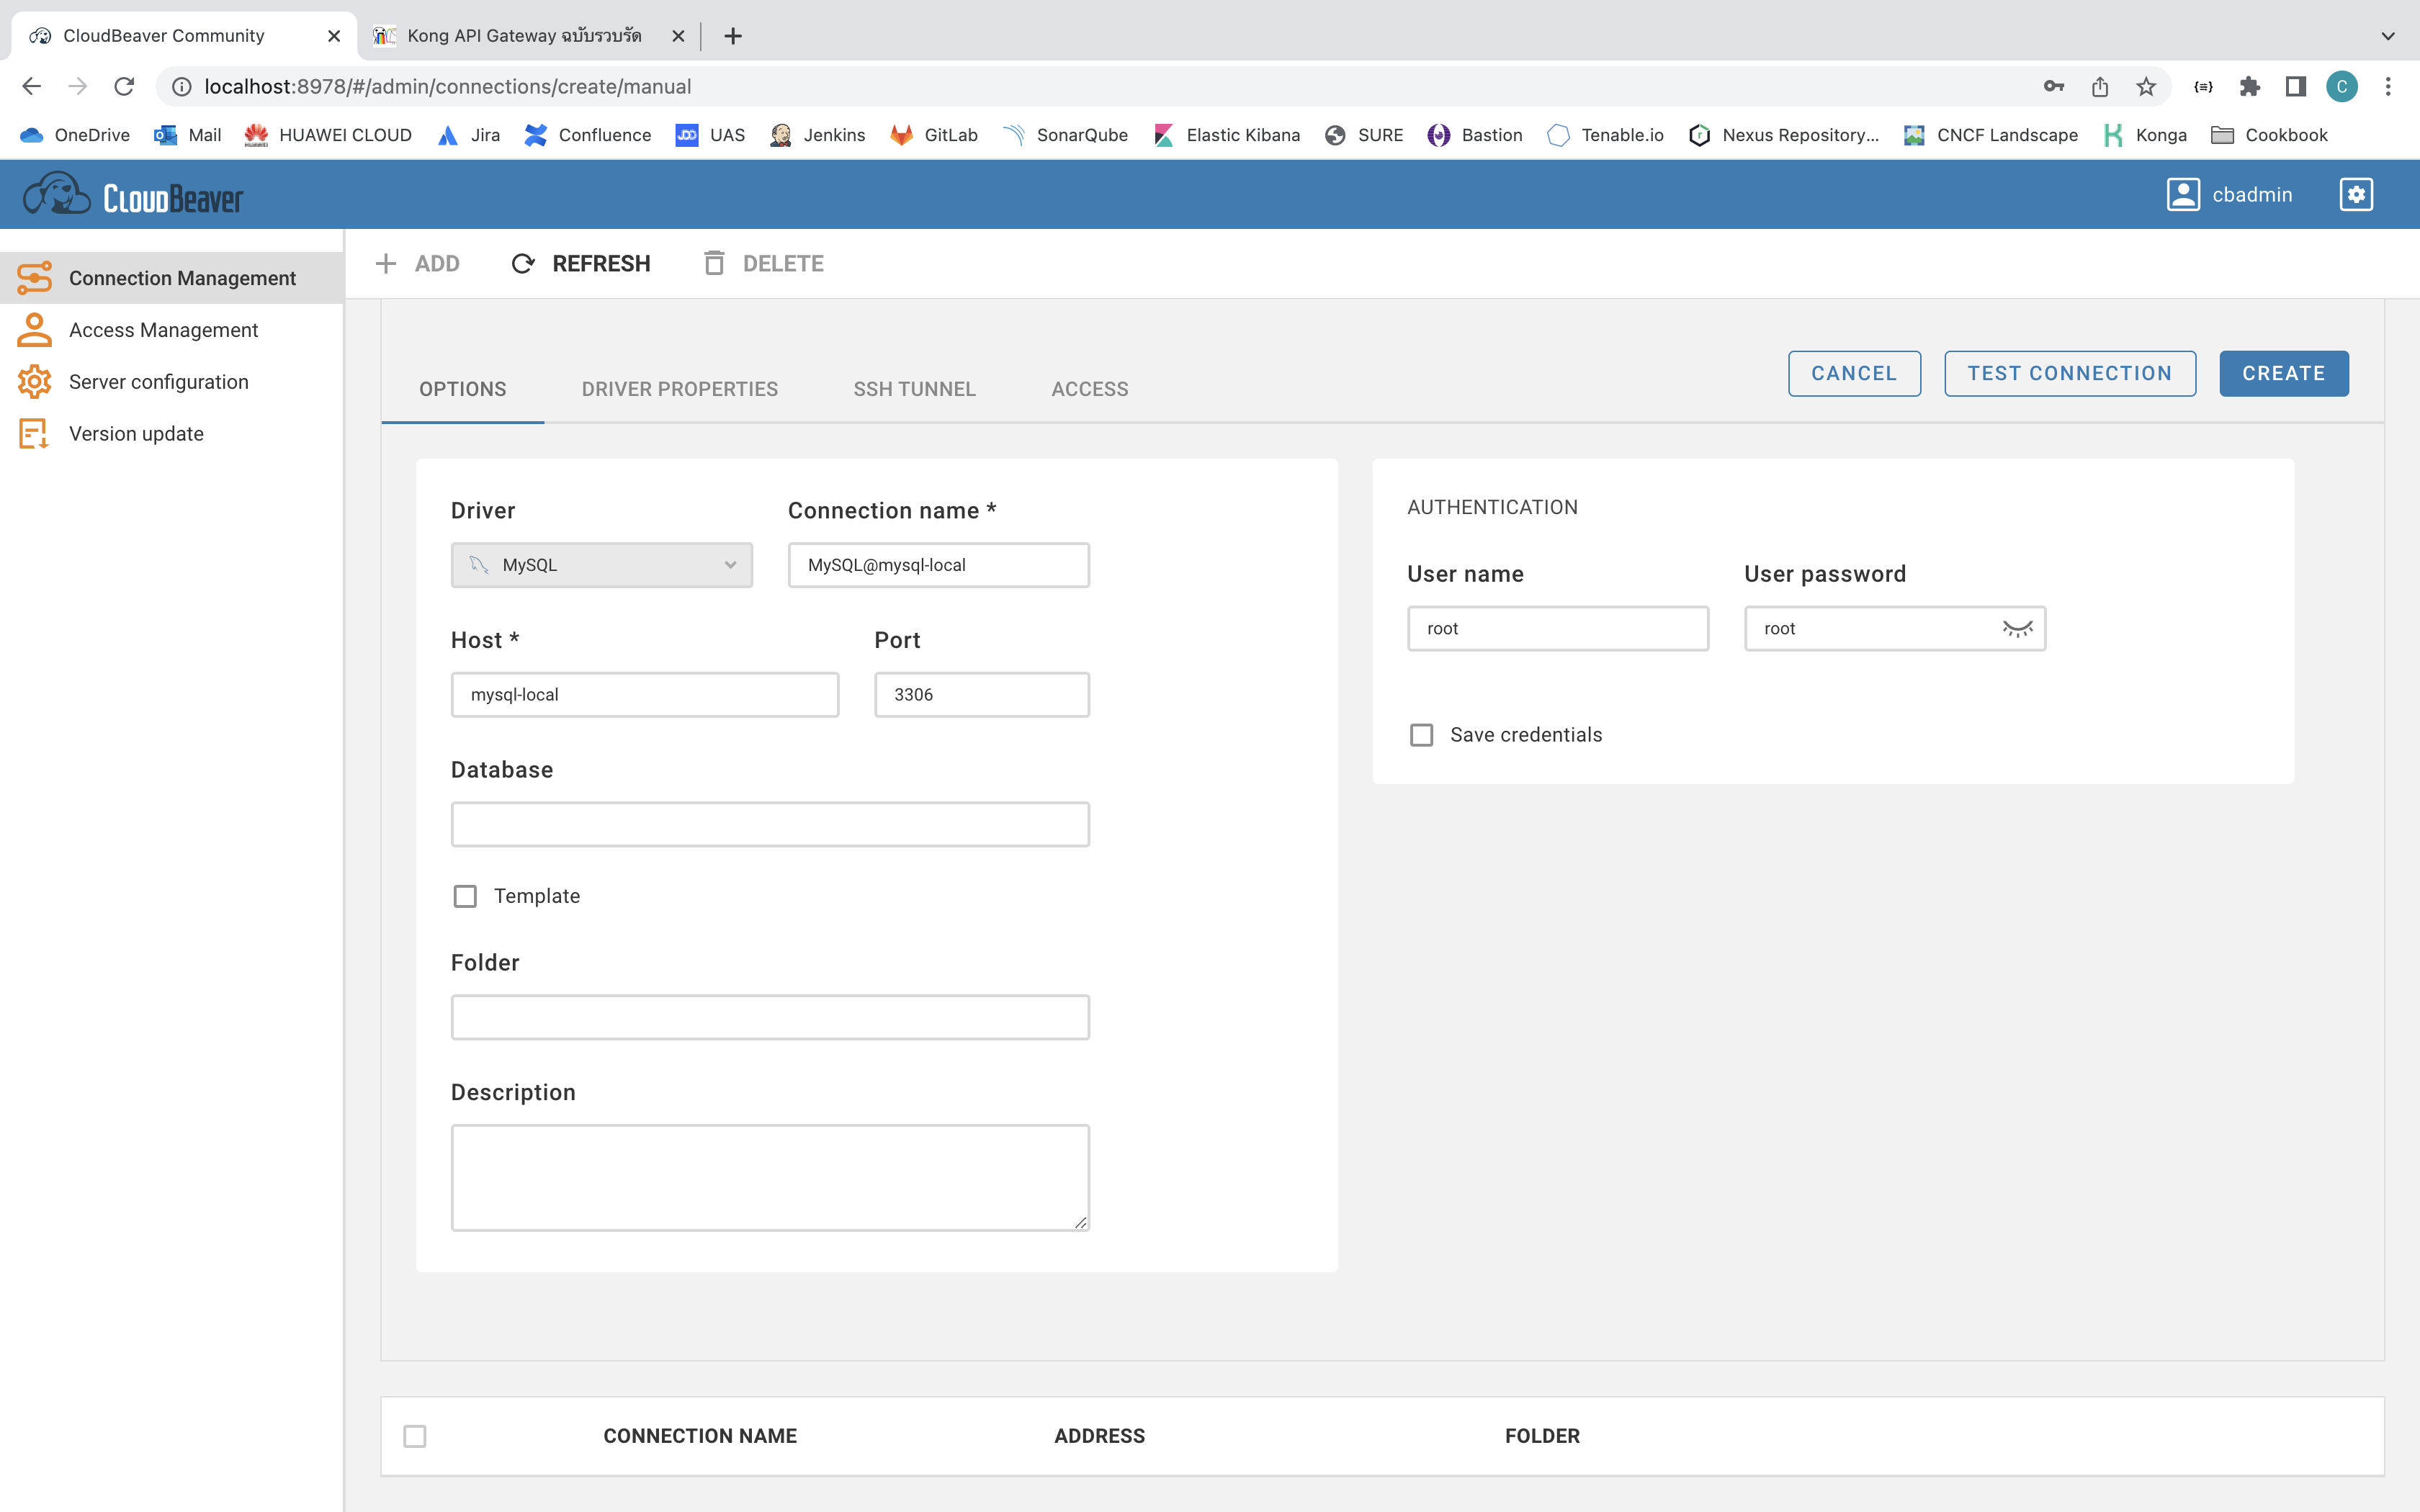 CloudBeaver Community
Kong API Gateway ฉบับรวบรัด
localhost:8978/#/admin/connections/create/manual
C
OneDrive
Mail
HUAWEI CLOUD
Jira
Confluence
UAS
Jenkins
GitLab
SonarQube
Elastic Kibana
SURE
Bastion
Tenable.io
Nexus Repository...
CNCF Landscape
Konga
Cookbook
CloudBeaver
cbadmin
Connection Management
Access Management
Server configuration
Version update
ADD
REFRESH
DELETE
OPTIONS
DRIVER PROPERTIES
SSH TUNNEL
ACCESS
CANCEL
TEST CONNECTION
CREATE
Driver
Connection name *
MySQL
MySQL@mysql-local
Host *
Port
mysql-local
3306
Database
Template
Folder
Description
AUTHENTICATION
User name
User password
root
root
Save credentials
CONNECTION NAME
ADDRESS
FOLDER